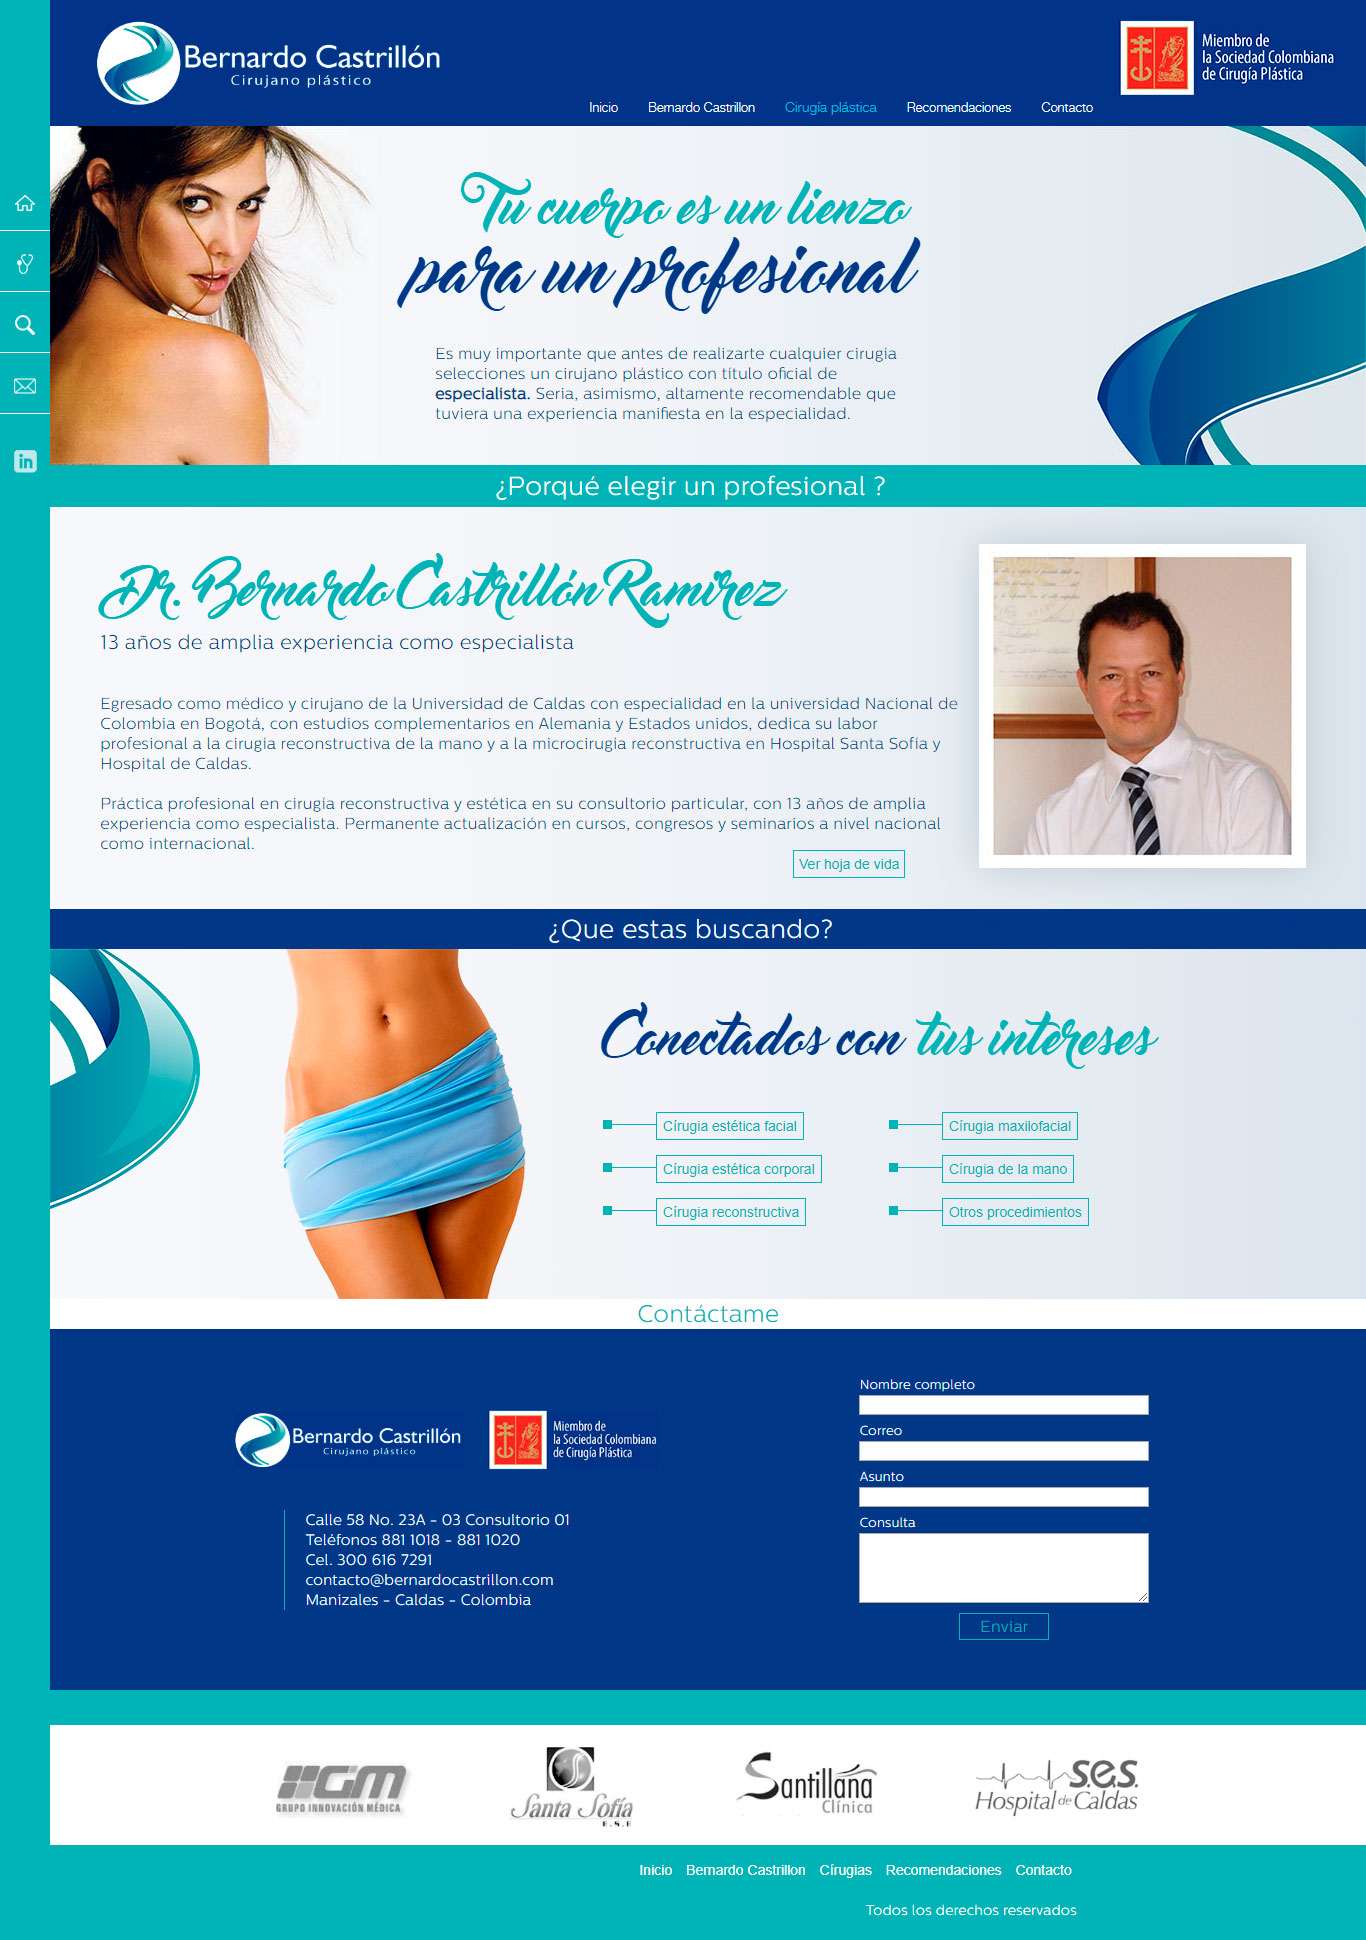 Bernardo Castrillón
Cirujano plástico
Miembro de
la Sociedad Colombiana
de Cirugía Plástica
Inicio Bernardo Castrillon Cirugía plástica Recomendaciones Contacto
Tu cuerpo es un lienzo
para un profesional
Es muy importante que antes de realizarte cualquier cirugía
selecciones un cirujano plástico con título oficial de
especialista. Seria, asimismo, altamente recomendable que
tuviera una experiencia manifiesta en la especialidad.
in
¿Porqué elegir un profesional ?
Dr. Bernardo Castrillón Ramirez
13 años de amplia experiencia como especialista
Egresado como médico y cirujano de la Universidad de Caldas con especialidad en la universidad Nacional de
Colombia en Bogotá, con estudios complementarios en Alemania y Estados unidos, dedica su labor
profesional a la cirugía reconstructiva de la mano y a la microcirugia reconstructiva en Hospital Santa Sofía y
Hospital de Caldas.
Práctica profesional en cirugía reconstructiva y estética en su consultorio particular, con 13 años de amplia
experiencia como especialista. Permanente actualización en cursos, congresos y seminarios a nivel nacional
como internacional.
Ver hoja de vida
¿Que estas buscando?
Conectados con tus intereses
Círugia estética facial
Círugia maxilofacial
Círugia estética corporal
Círugia de la mano
Círugia reconstructiva
Otros procedimientos
Contáctame
Bernardo Castrillón
Cirujano plástico
Miembro de
la Sociedad Colombiana
de Cirugía Plástica
Calle 58 No. 23A - 03 Consultorio 01
Teléfonos 881 1018 - 881 1020
Cel. 300 616 7291
contacto@bernardocastrillon.com
Manizales - Caldas - Colombia
Nombre completo
Correo
Asunto
Consulta
Enviar
GM
GRUPO INNOVACIÓN MÉDICA
Santa Sofía
E.S.E
Santillana
Clínica
s.e.s.
Hospital de Caldas
Inicio Bernardo Castrillon Círugias Recomendaciones Contacto
Todos los derechos reservados